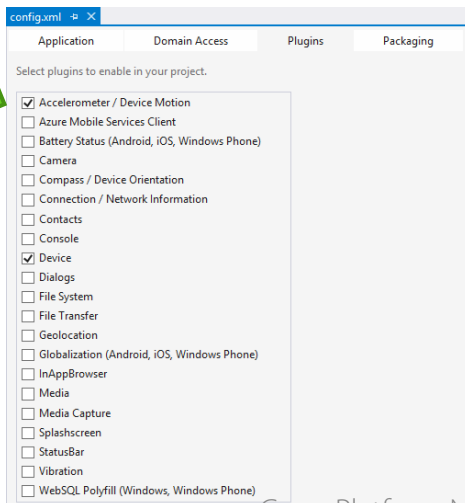 config.xml
Application Domain Access Plugins Packaging
Select plugins to enable in your project.
Accelerometer / Device Motion
Azure Mobile Services Client
Battery Status (Android, iOS, Windows Phone)
Camera
Compass / Device Orientation
Connection / Network Information
Contacts
Console
Device
Dialogs
File System
File Transfer
Geolocation
Globalization (Android, iOS, Windows Phone)
InAppBrowser
Media
Media Capture
Splashscreen
StatusBar
Vibration
WebSQL Polyfill (Windows, Windows Phone)